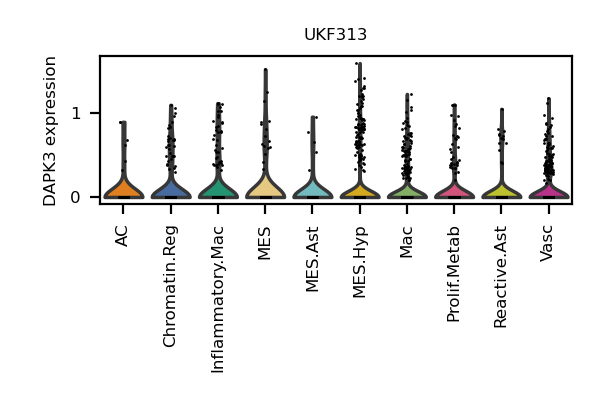 UKF313
DAPK3 expression
1
0
AC
Chromatin.Reg
Inflammatory.Mac
MES
MES.Ast
MES.Hyp
Mac
Prolif.Metab
Reactive.Ast
Vasc